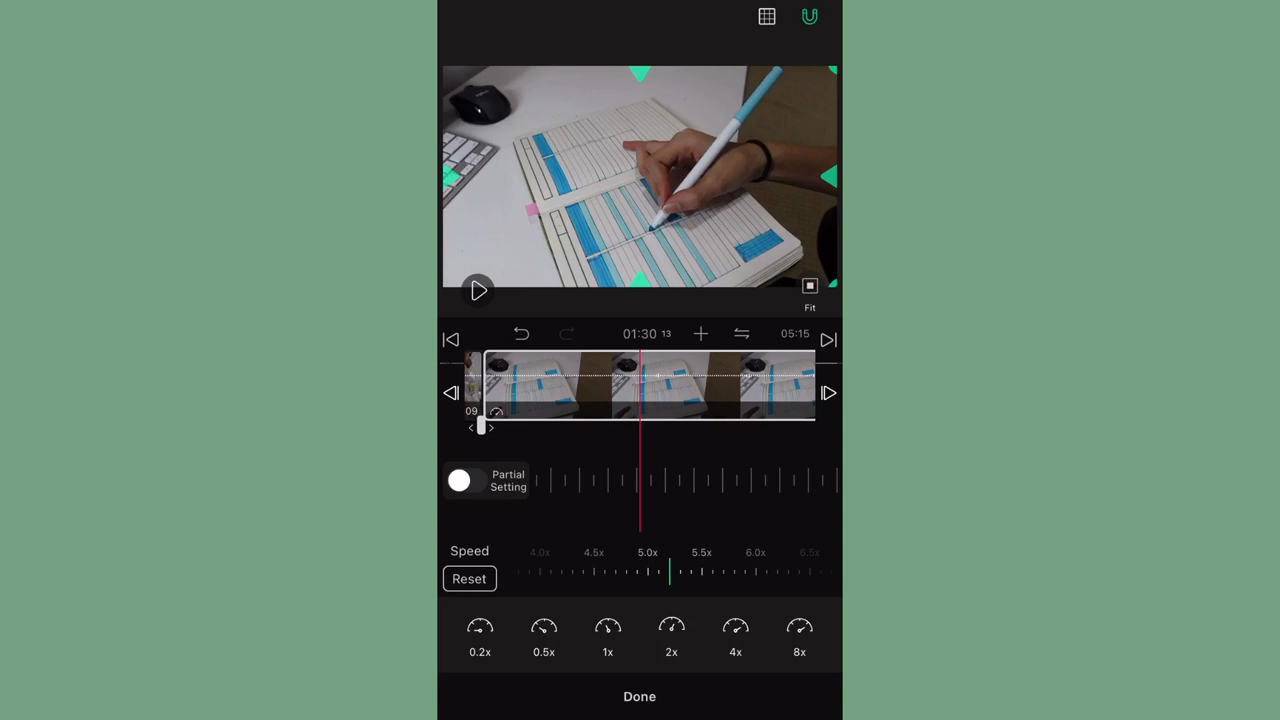 Fit
01:30 13
05:15
09
Partial
Setting
Speed
4.0x 4.5x 5.0x 5.5x 6.0x 6.5x
Reset
0.2x 0.5x 1x 2x 4x 8x
Done